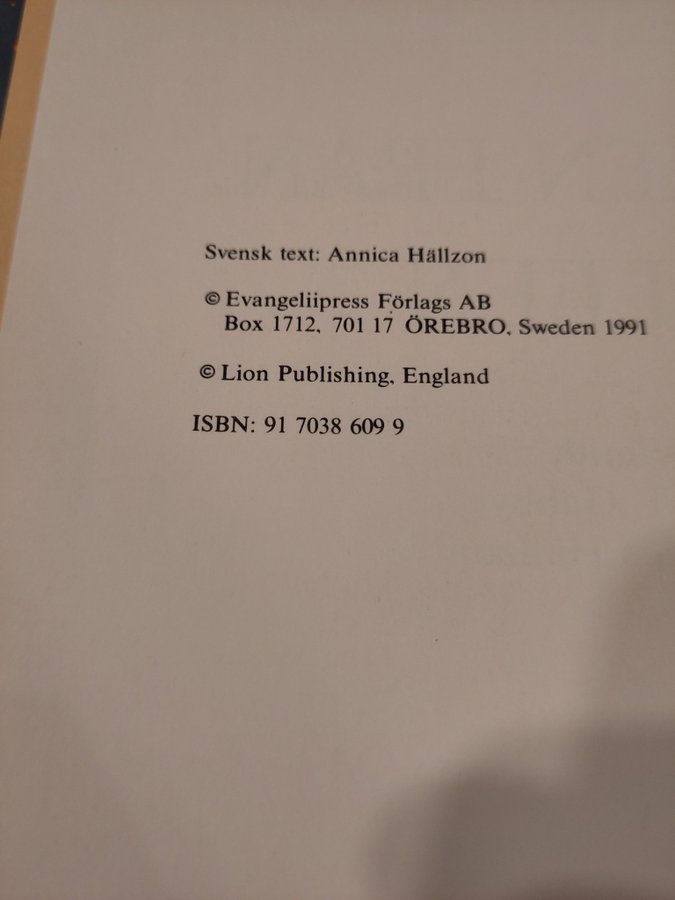 Svensk text: Annica Hällzon
© Evangeliipress Förlags AB
Box 1712, 701 17 ÖREBRO, Sweden 1991
© Lion Publishing, England
ISBN: 91 7038 609 9